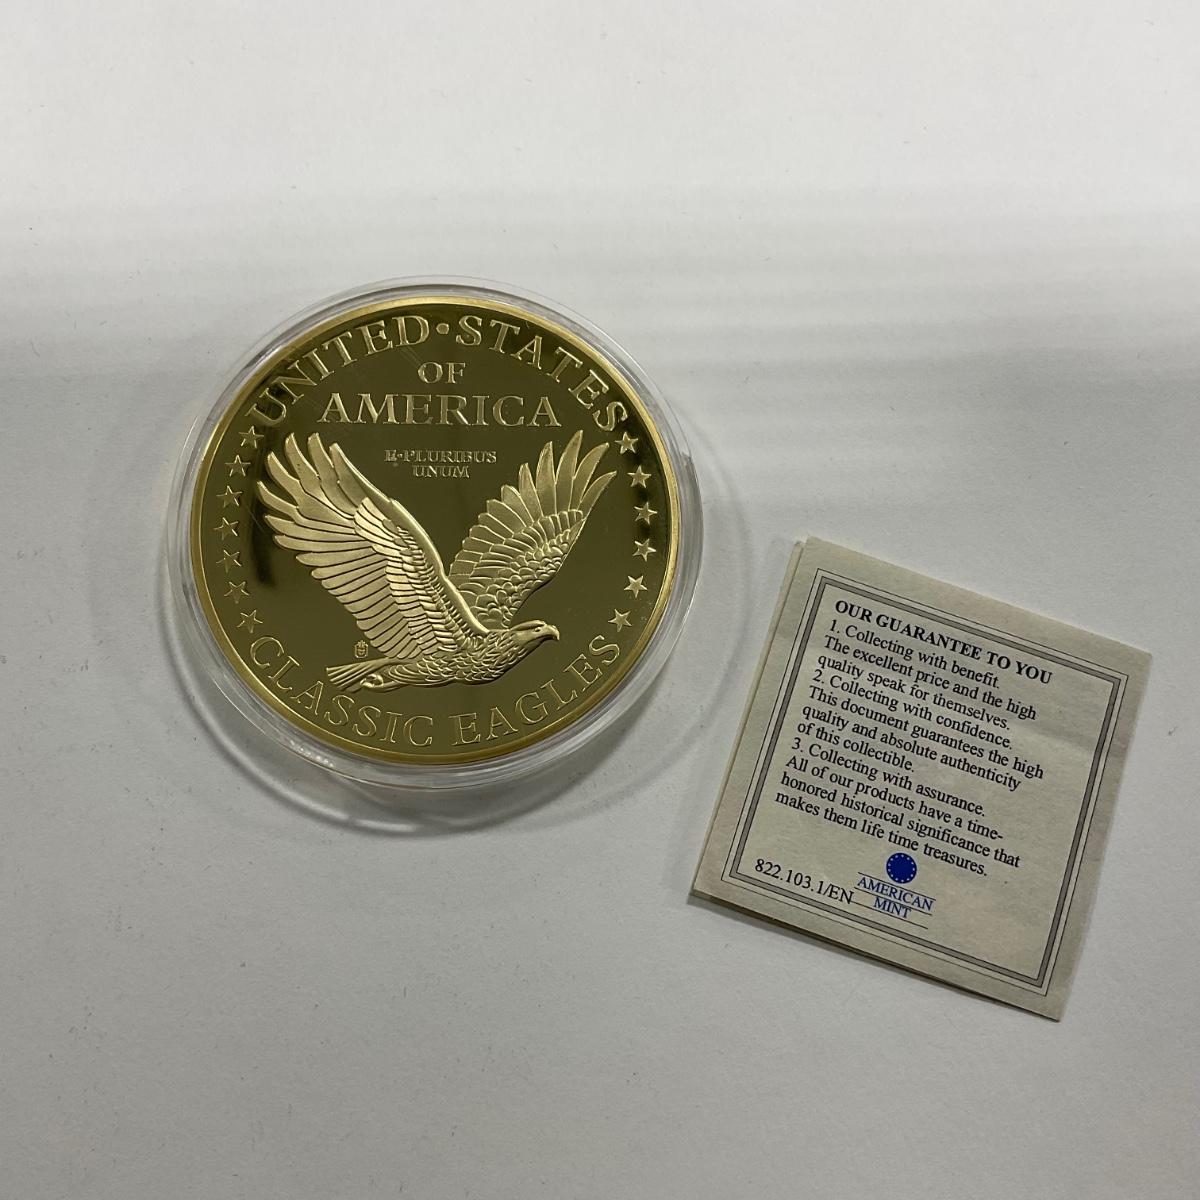 UNITED•STATES
OF
AMERICA
E•PLURIBUS
UNUM
CLASSIC EAGLES
OUR GUARANTEE TO YOU
1. Collecting with benefit.
The excellent price and the high
quality speak for themselves.
2. Collecting with confidence.
This document guarantees the high
quality and absolute authenticity
of this collectible.
3. Collecting with assurance.
All of our products have a time-
honored historical significance that
makes them life time treasures.
822.103.1/EN
AMERICAN
MINT